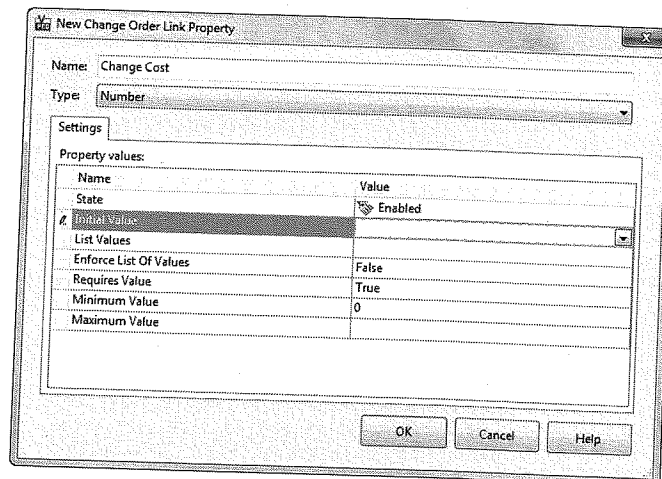 New Change Order Link Property
Name: Change Cost
Type: Number
Settings
Property values:
Name Value
State Enabled
Initial Value
List Values
Enforce List Of Values False
Requires Value True
Minimum Value 0
Maximum Value
OK Cancel Help